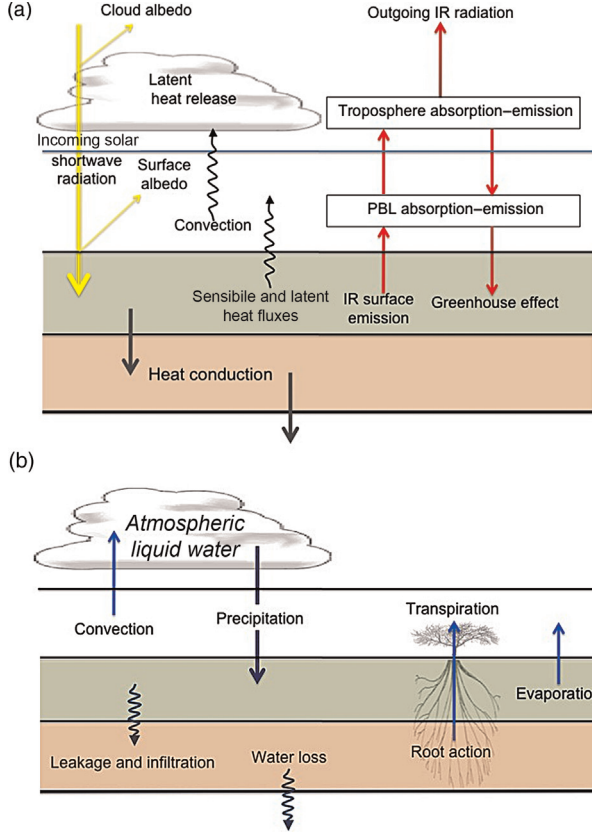 (a)
Cloud albedo
Outgoing IR radiation
Latent
heat release
Troposphere absorption–emission
Incoming solar
shortwave
radiation
Surface
albedo
Convection
PBL absorption–emission
Sensibile and latent
heat fluxes
IR surface
emission
Greenhouse effect
Heat conduction
(b)
Atmospheric
liquid water
Convection
Precipitation
Transpiration
Evaporatio
Leakage and infiltration
Water loss
Root action